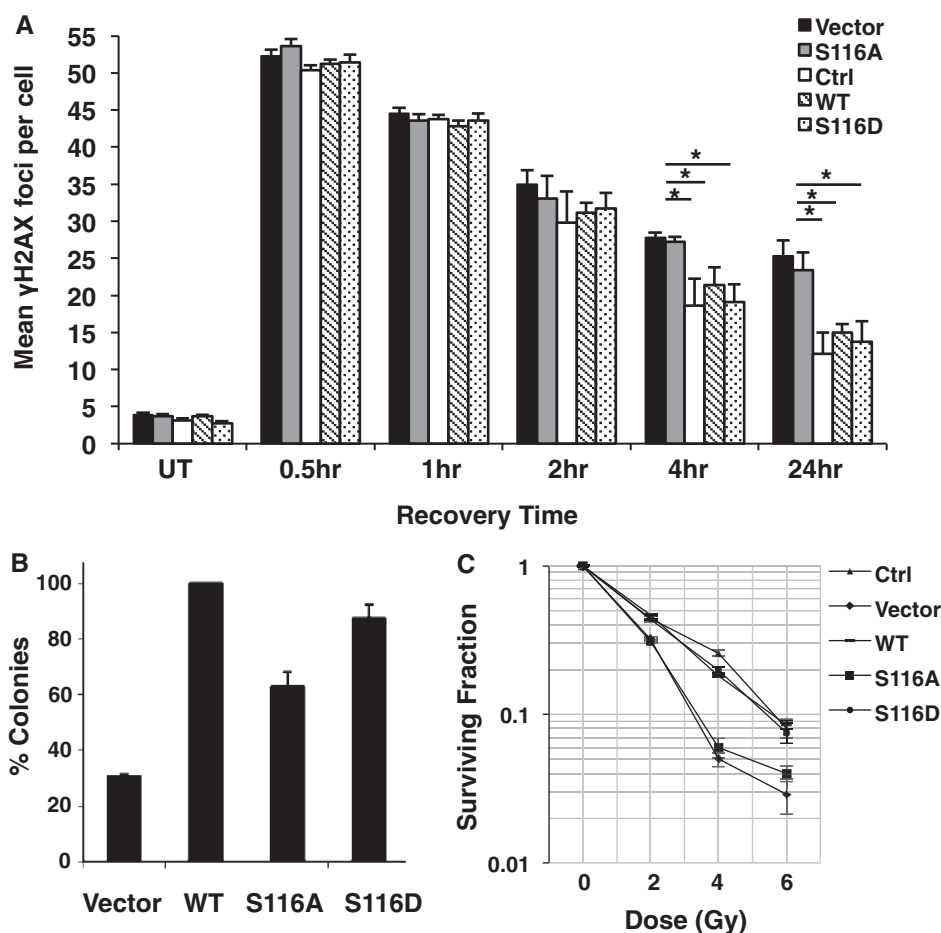 A
Mean γH2AX foci per cell
55
50
45
40
35
30
25
20
15
10
5
0
Vector
S116A
Ctrl
WT
S116D
*
*
*
*
*
*
UT
0.5hr
1hr
2hr
4hr
24hr
Recovery Time
B
% Colonies
100
80
60
40
20
0
Vector
WT
S116A
S116D
C
Surviving Fraction
1
0.1
0.01
0
2
4
6
Dose (Gy)
Ctrl
Vector
WT
S116A
S116D